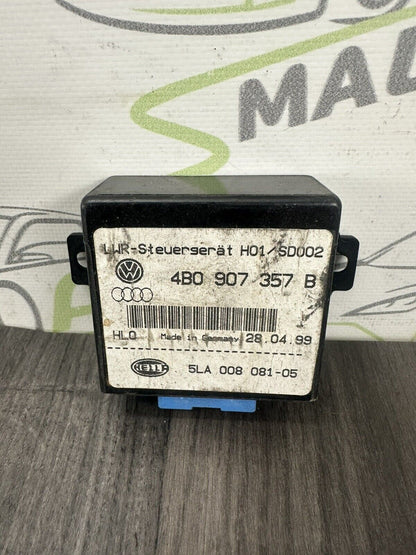 MAD
LWR-Steuergerät H01/SD002
4B0 907 357 B
HLO Made in Germany 28.04.99
HELLA 5LA 008 081-05